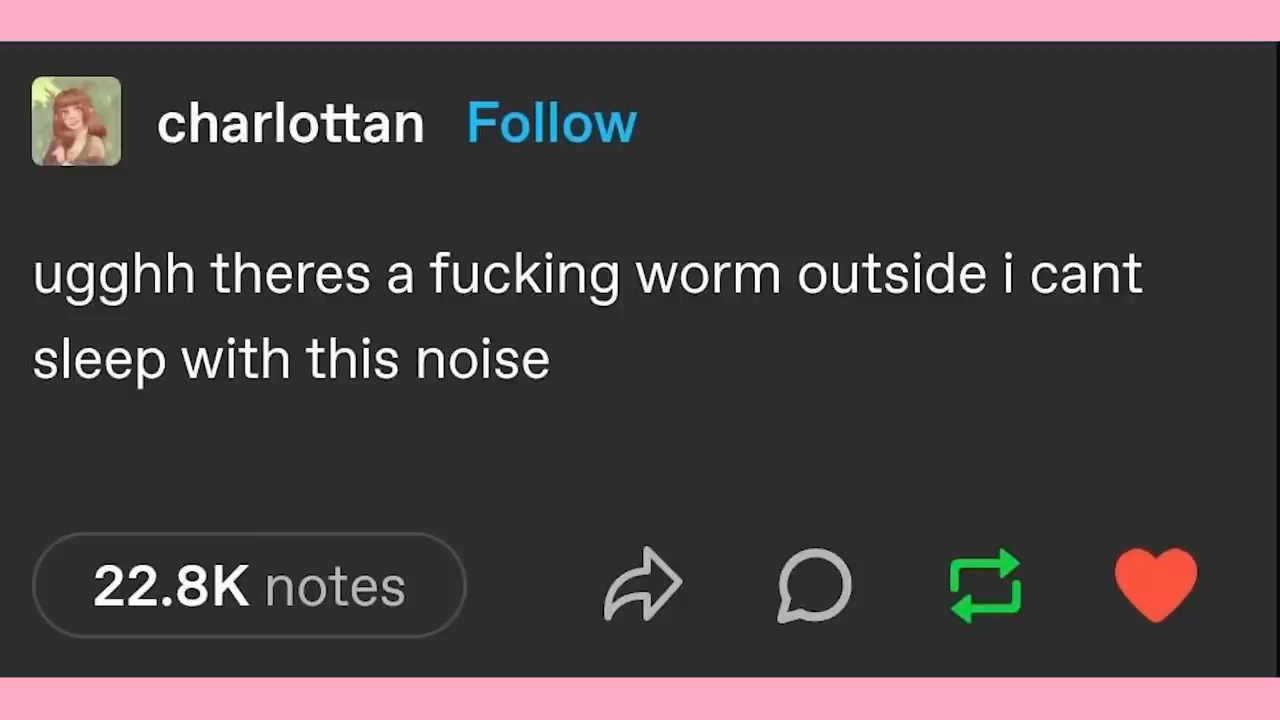 charlottan Follow
ugghh theres a fucking worm outside i cant
sleep with this noise
22.8K notes